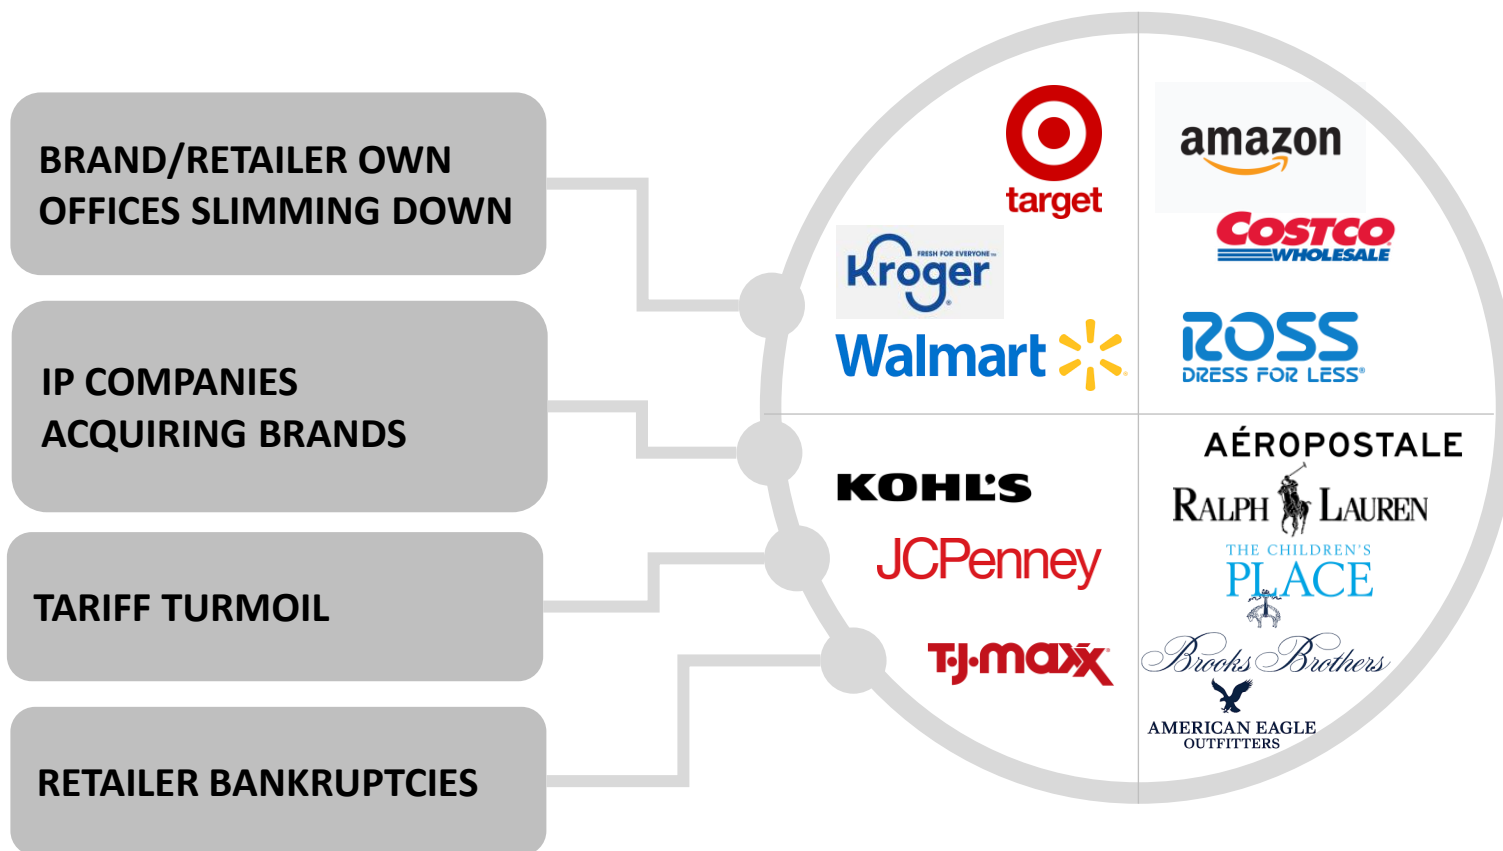 BRAND/RETAILER OWN
OFFICES SLIMMING DOWN
IP COMPANIES
ACQUIRING BRANDS
TARIFF TURMOIL
RETAILER BANKRUPTCIES
target
Kroger
FRESH FOR EVERYONE™
Walmart
amazon
COSTCO
WHOLESALE
ROSS
DRESS FOR LESS®
KOHL'S
JCPenney
T·J·maxx
AÉROPOSTALE
RALPH LAUREN
THE CHILDREN'S
PLACE
Brooks Brothers
AMERICAN EAGLE
OUTFITTERS